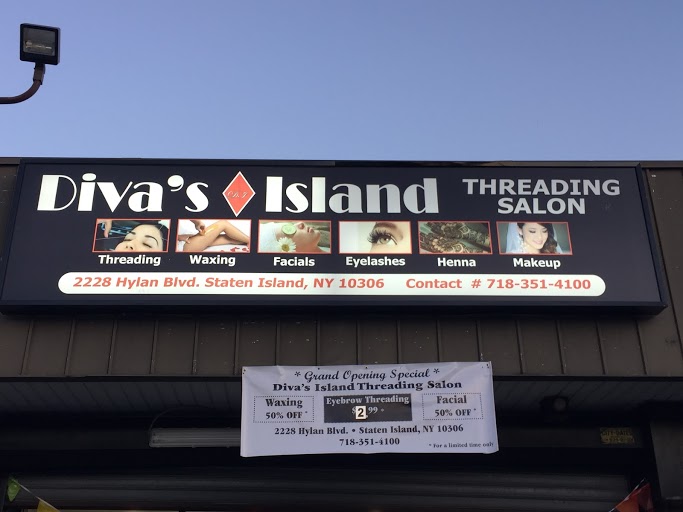 Diva's Island
THREADING
SALON
Threading Waxing Facials Eyelashes Henna Makeup
2228 Hylan Blvd. Staten Island, NY 10306 Contact # 718-351-4100
* Grand Opening Special *
Diva's Island Threading Salon
Waxing
50% OFF *
Eyebrow Threading
$2.99 *
Facial
50% OFF *
2228 Hylan Blvd. • Staten Island, NY 10306
718-351-4100
* for a limited time only